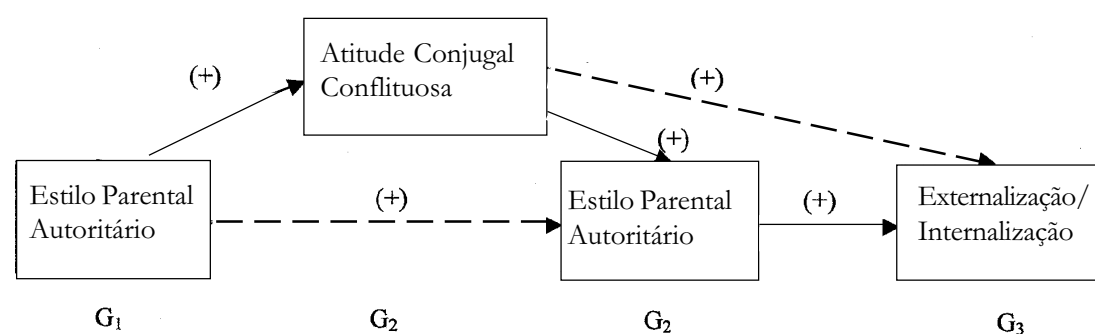 Atitude Conjugal
Conflituosa
(+)
(+)
(+)
Estilo Parental
Autoritário
(+)
Estilo Parental
Autoritário
(+)
Externalização/
Internalização
G₁
G₂
G₂
G₃